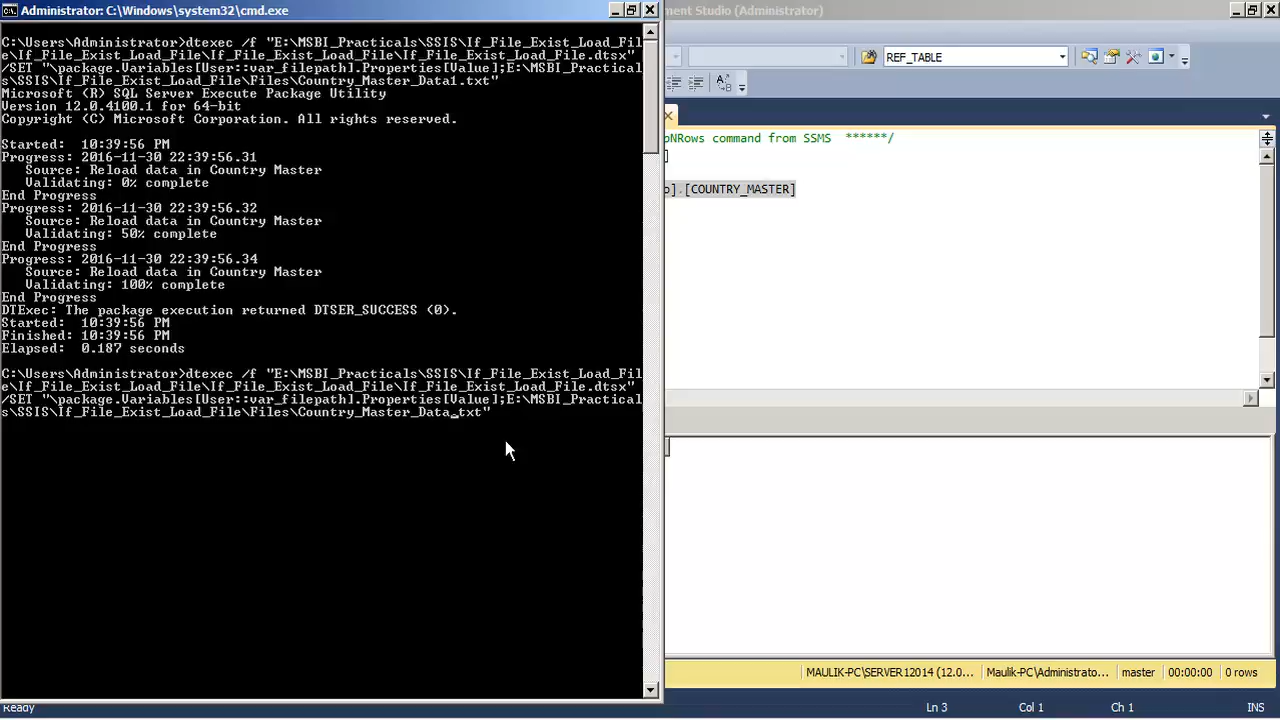 Administrator: C:\Windows\system32\cmd.exe
ment Studio (Administrator)
C:\Users\Administrator>dtexec /f "E:\MSBI_Practicals\SSIS\If_File_Exist_Load_Fil
e\If_File_Exist_Load_File\If_File_Exist_Load_File\If_File_Exist_Load_File.dtsx"
/SET "\package.Variables[User::var_filepath].Properties[Value];E:\MSBI_Practical
s\SSIS\If_File_Exist_Load_File\Files\Country_Master_Data1.txt"
Microsoft (R) SQL Server Execute Package Utility
Version 12.0.4100.1 for 64-bit
Copyright (C) Microsoft Corporation. All rights reserved.
Started:  10:39:56 PM
Progress: 2016-11-30 22:39:56.31
Source: Reload data in Country Master
Validating: 0% complete
End Progress
Progress: 2016-11-30 22:39:56.32
Source: Reload data in Country Master
Validating: 50% complete
End Progress
Progress: 2016-11-30 22:39:56.34
Source: Reload data in Country Master
Validating: 100% complete
End Progress
DTExec: The package execution returned DTSER_SUCCESS (0).
Started:  10:39:56 PM
Finished: 10:39:56 PM
Elapsed:  0.187 seconds
C:\Users\Administrator>dtexec /f "E:\MSBI_Practicals\SSIS\If_File_Exist_Load_Fil
e\If_File_Exist_Load_File\If_File_Exist_Load_File\If_File_Exist_Load_File.dtsx"
/SET "\package.Variables[User::var_filepath].Properties[Value];E:\MSBI_Practical
s\SSIS\If_File_Exist_Load_File\Files\Country_Master_Data.txt"
REF_TABLE
pNRows command from SSMS  ******/
]
o].[COUNTRY_MASTER]
MAULIK-PC\SERVER12014 (12.0... Maulik-PC\Administrato... master 00:00:00 0 rows
Ready Ln 3 Col 1 Ch 1 INS